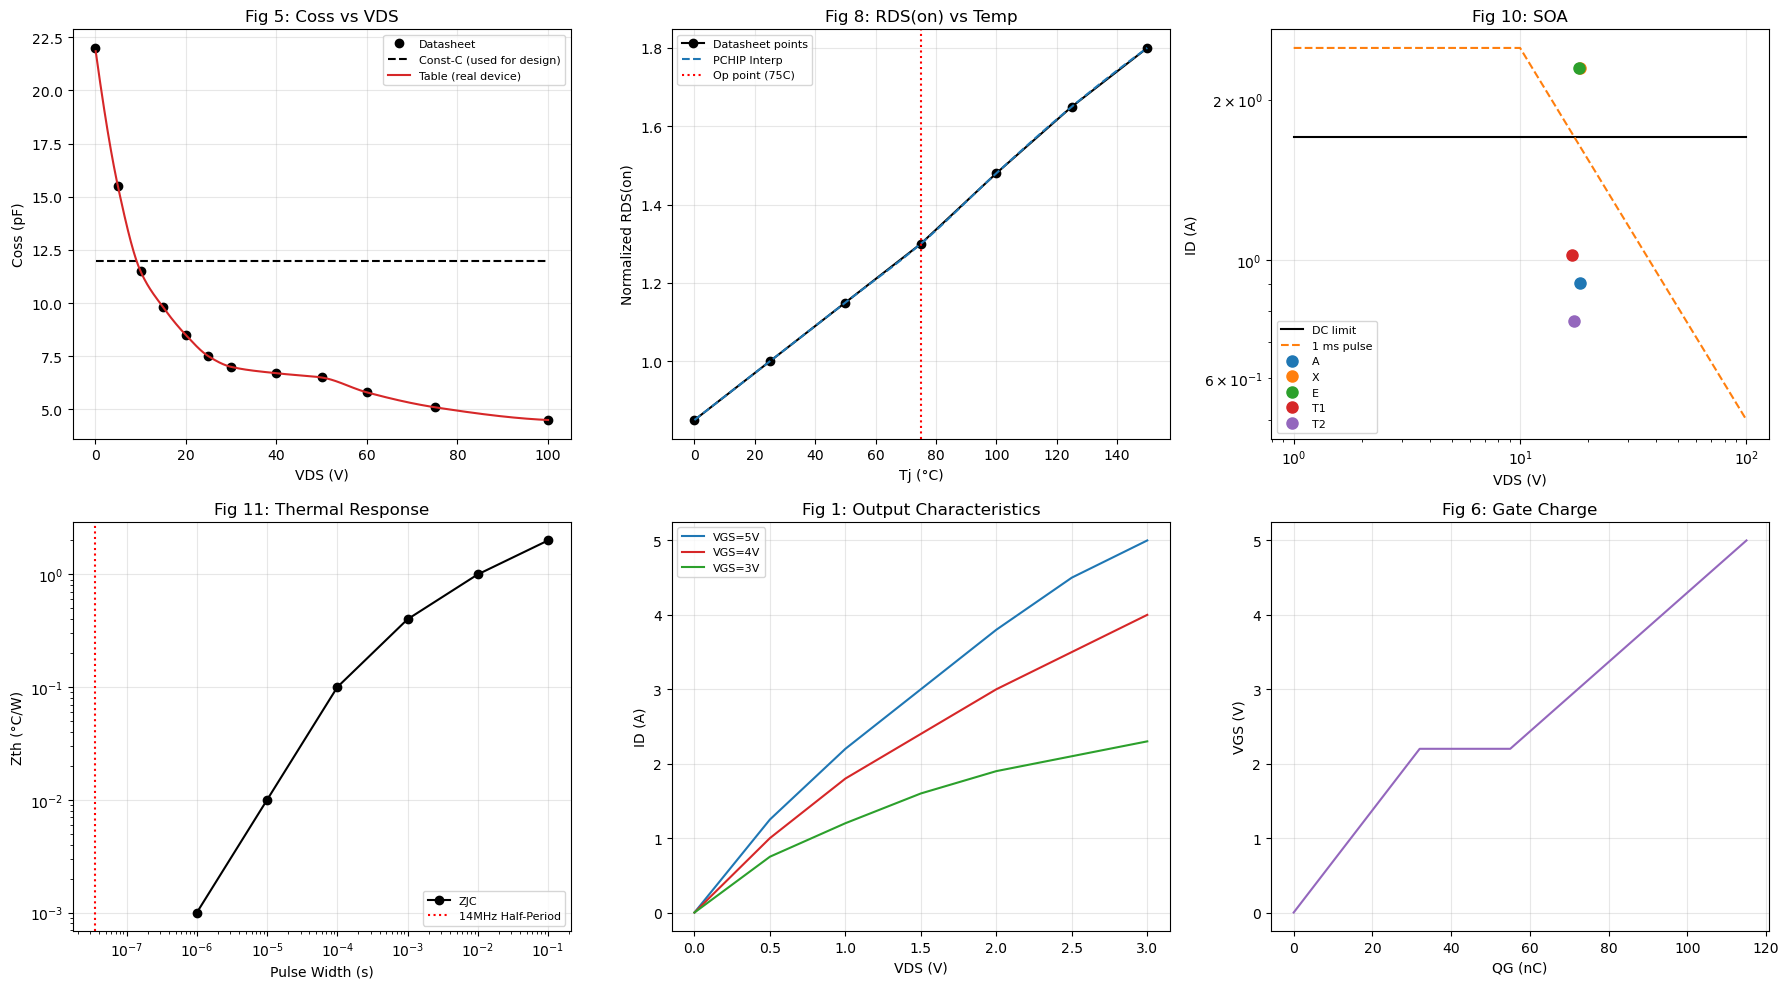 Fig 5: Coss vs VDS
22.5
20.0
17.5
15.0
12.5
10.0
7.5
5.0
Coss (pF)
Datasheet
Const-C (used for design)
Table (real device)
0 20 40 60 80 100
VDS (V)
Fig 8: RDS(on) vs Temp
1.8
1.6
1.4
1.2
1.0
Normalized RDS(on)
Datasheet points
PCHIP Interp
Op point (75C)
0 20 40 60 80 100 120 140
Tj (°C)
Fig 10: SOA
2 × 10⁰
10⁰
6 × 10⁻¹
ID (A)
DC limit
1 ms pulse
A
X
E
T1
T2
10⁰ 10¹ 10²
VDS (V)
Fig 11: Thermal Response
10⁰
10⁻¹
10⁻²
10⁻³
Zth (°C/W)
ZJC
14MHz Half-Period
10⁻⁷ 10⁻⁶ 10⁻⁵ 10⁻⁴ 10⁻³ 10⁻² 10⁻¹
Pulse Width (s)
Fig 1: Output Characteristics
5
4
3
2
1
0
ID (A)
VGS=5V
VGS=4V
VGS=3V
0.0 0.5 1.0 1.5 2.0 2.5 3.0
VDS (V)
Fig 6: Gate Charge
5
4
3
2
1
0
VGS (V)
0 20 40 60 80 100 120
QG (nC)